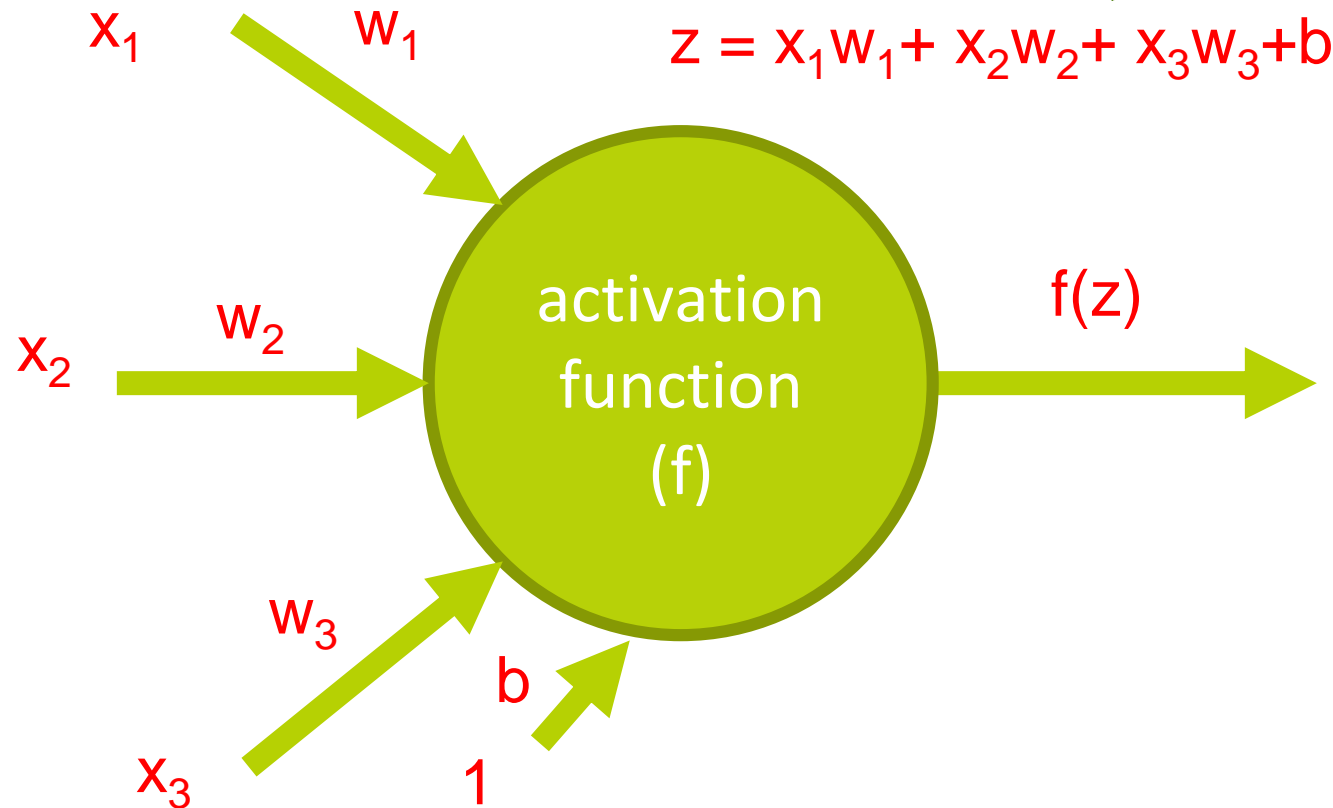 x₁ w₁ z = x₁w₁+ x₂w₂+ x₃w₃+b
activation
function
(f)
f(z)
w₂
x₂
w₃
b
x₃
1